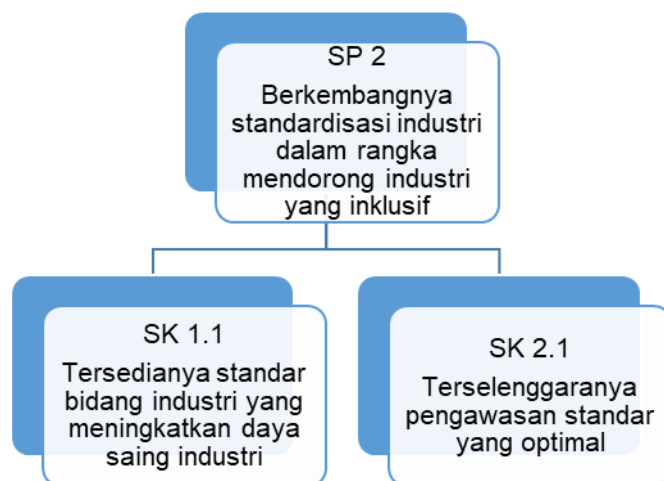 SP 2
Berkembangnya
standardisasi industri
dalam rangka
mendorong industri
yang inklusif
SK 1.1
Tersedianya standar
bidang industri yang
meningkatkan daya
saing industri
SK 2.1
Terselenggaranya
pengawasan standar
yang optimal